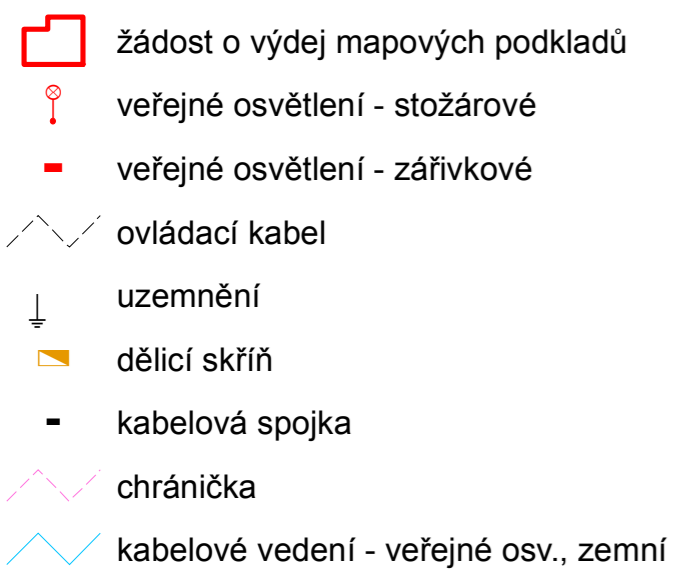 žádost o výdej mapových podkladů
veřejné osvětlení - stožárové
veřejné osvětlení - zářivkové
ovládací kabel
uzemnění
dělicí skříň
kabelová spojka
chránička
kabelové vedení - veřejné osv., zemní